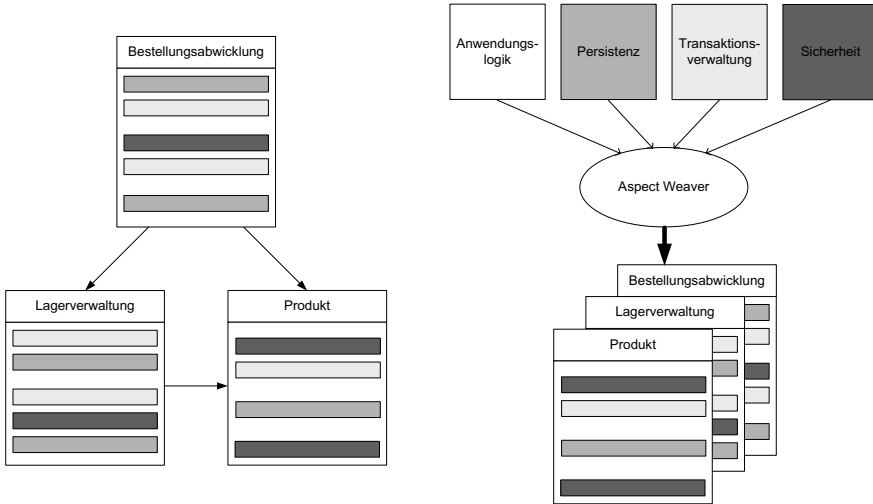 Bestellungsabwicklung
Lagerverwaltung
Produkt
Anwendungs-
logik
Persistenz
Transaktions-
verwaltung
Sicherheit
Aspect Weaver
Bestellungsabwicklung
Lagerverwaltung
Produkt